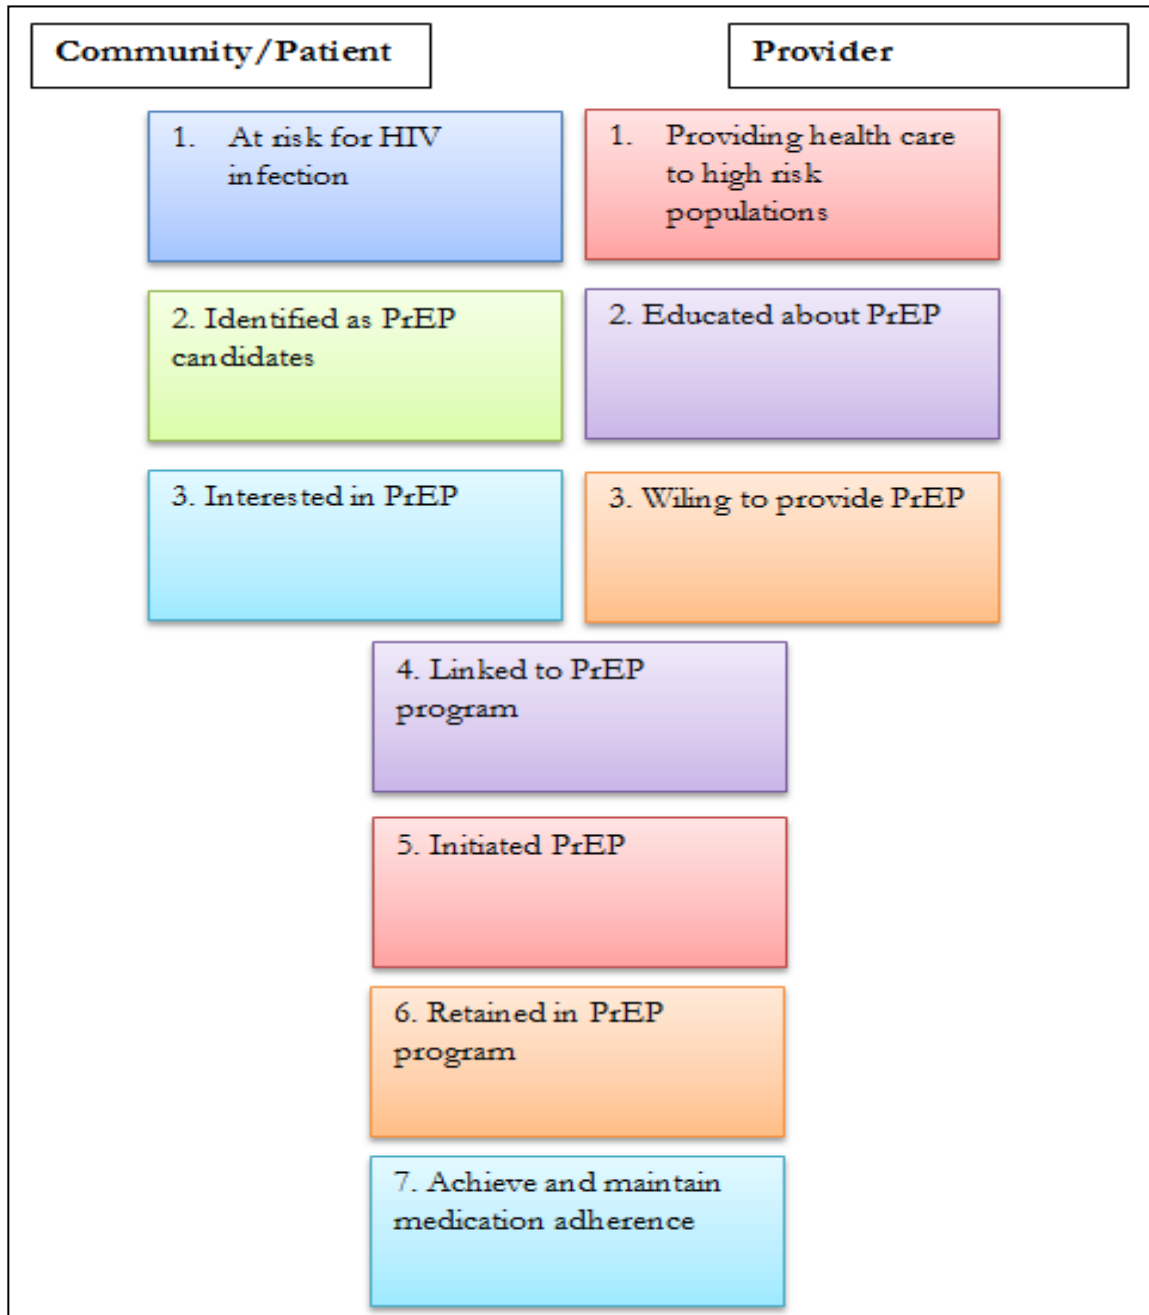 Community/Patient
Provider
1. At risk for HIV
infection
1. Providing health care
to high risk
populations
2. Identified as PrEP
candidates
2. Educated about PrEP
3. Interested in PrEP
3. Wiling to provide PrEP
4. Linked to PrEP
program
5. Initiated PrEP
6. Retained in PrEP
program
7. Achieve and maintain
medication adherence